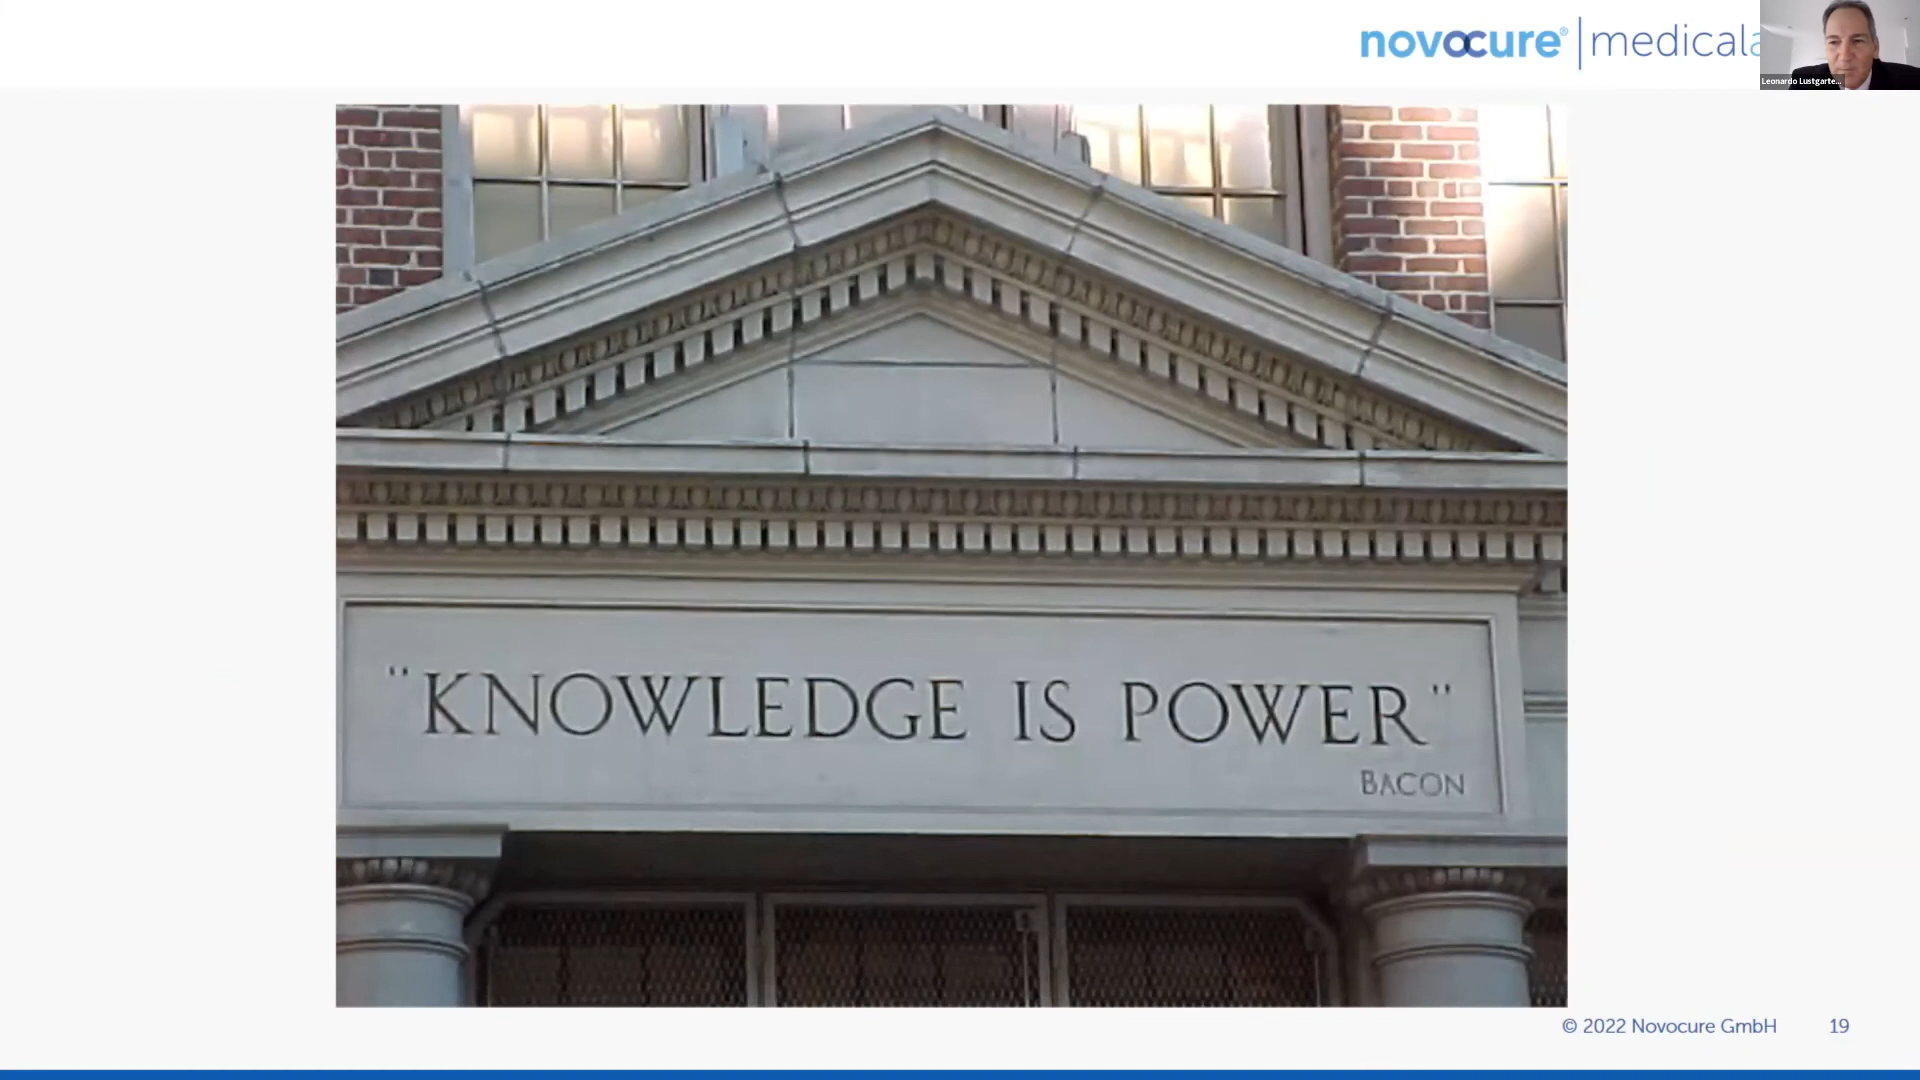 novocure® | medical
Leonardo Lustgarte...
"KNOWLEDGE IS POWER"
BACON
© 2022 Novocure GmbH 19